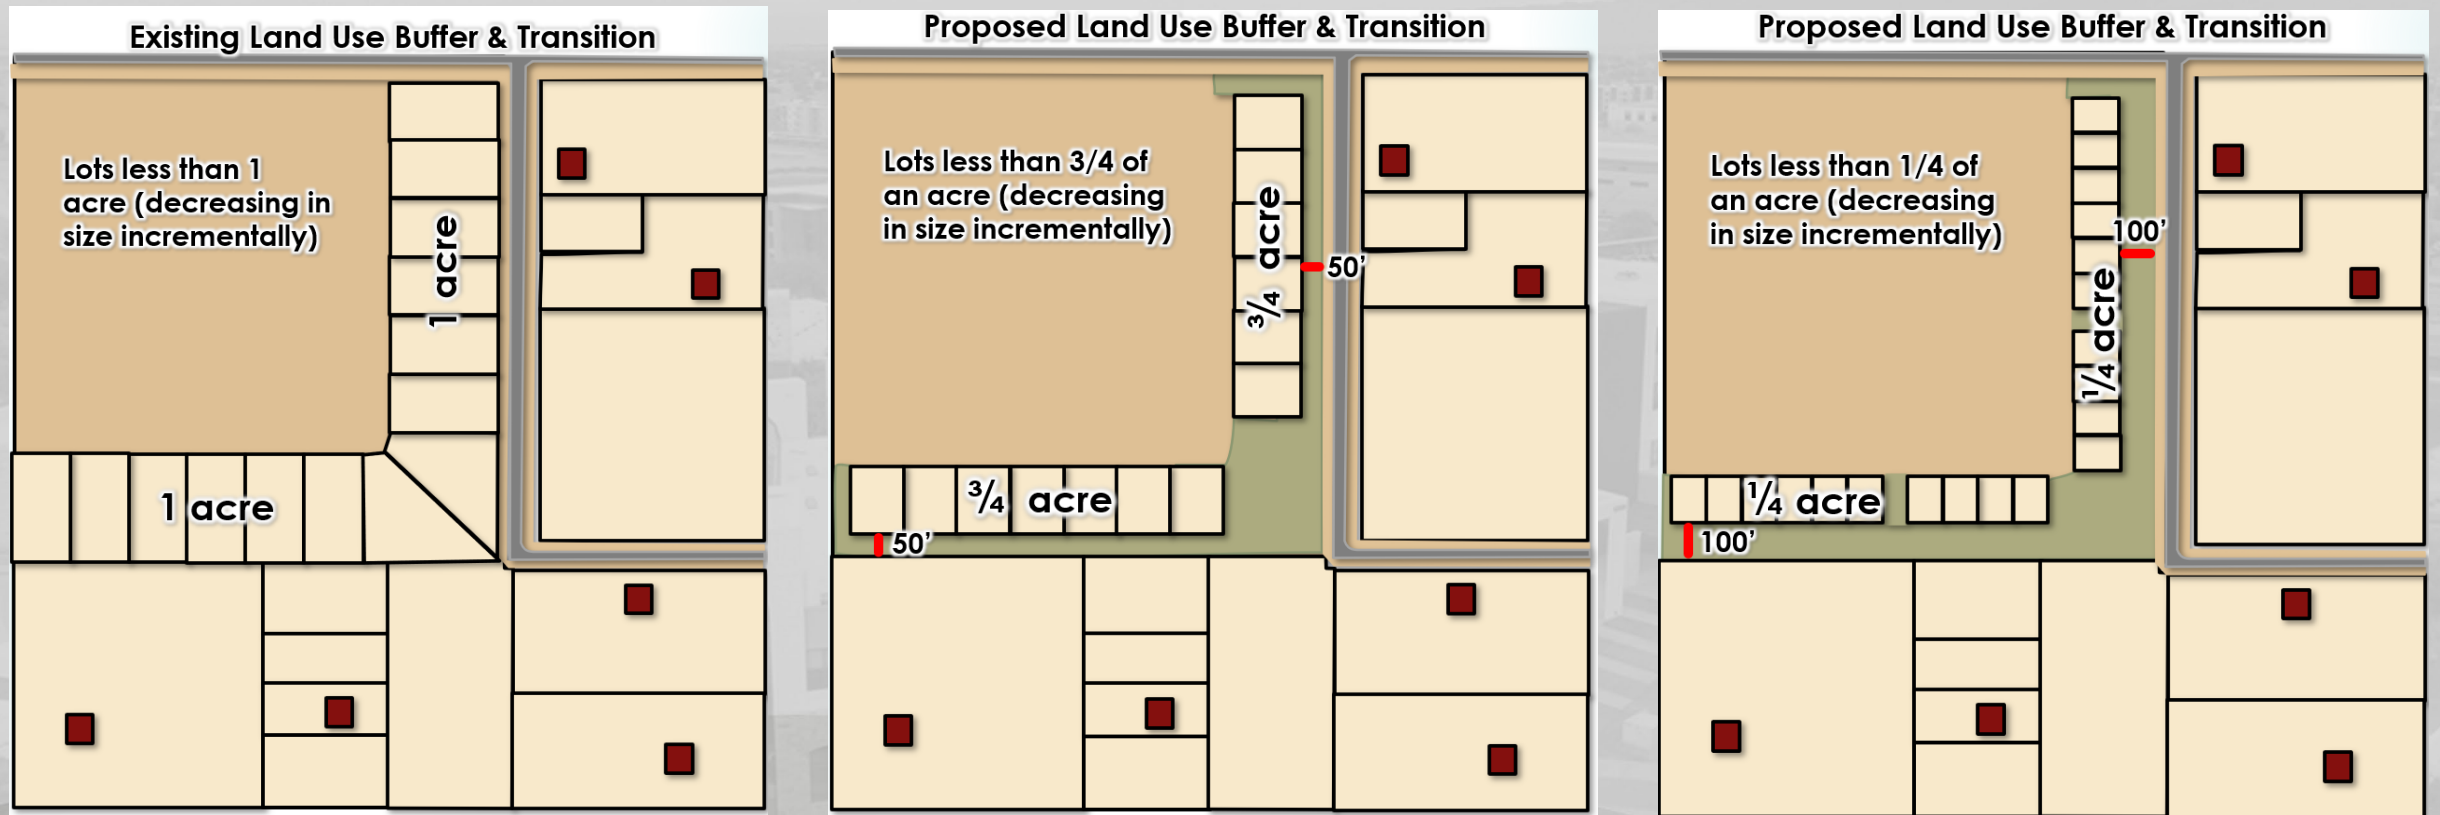 Existing Land Use Buffer & Transition
Lots less than 1
acre (decreasing in
size incrementally)
1 acre
1 acre
Proposed Land Use Buffer & Transition
Lots less than 3/4 of
an acre (decreasing
in size incrementally)
¾ acre
50’
¾ acre
50’
Proposed Land Use Buffer & Transition
Lots less than 1/4 of
an acre (decreasing
in size incrementally)
100’
¼ acre
¼ acre
100’